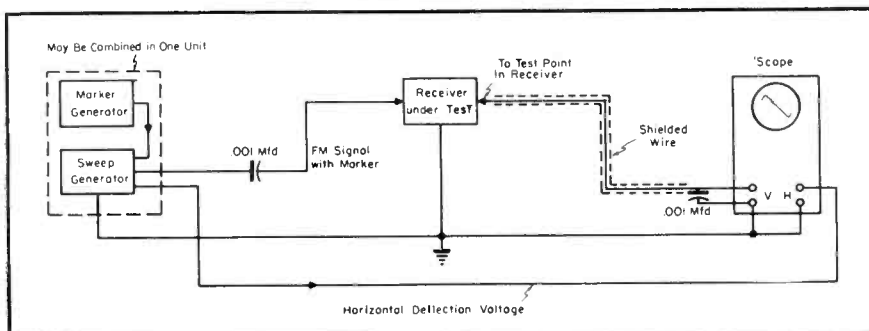 May Be Combined in One Unit
Marker
Generator
Sweep
Generator
.001 Mfd
FM Signal
with Marker
Receiver
under TesT
To Test Point
In Receiver
Shielded
Wire
.001 Mfd
'Scope
V H
Horizontal Deflection Voltage